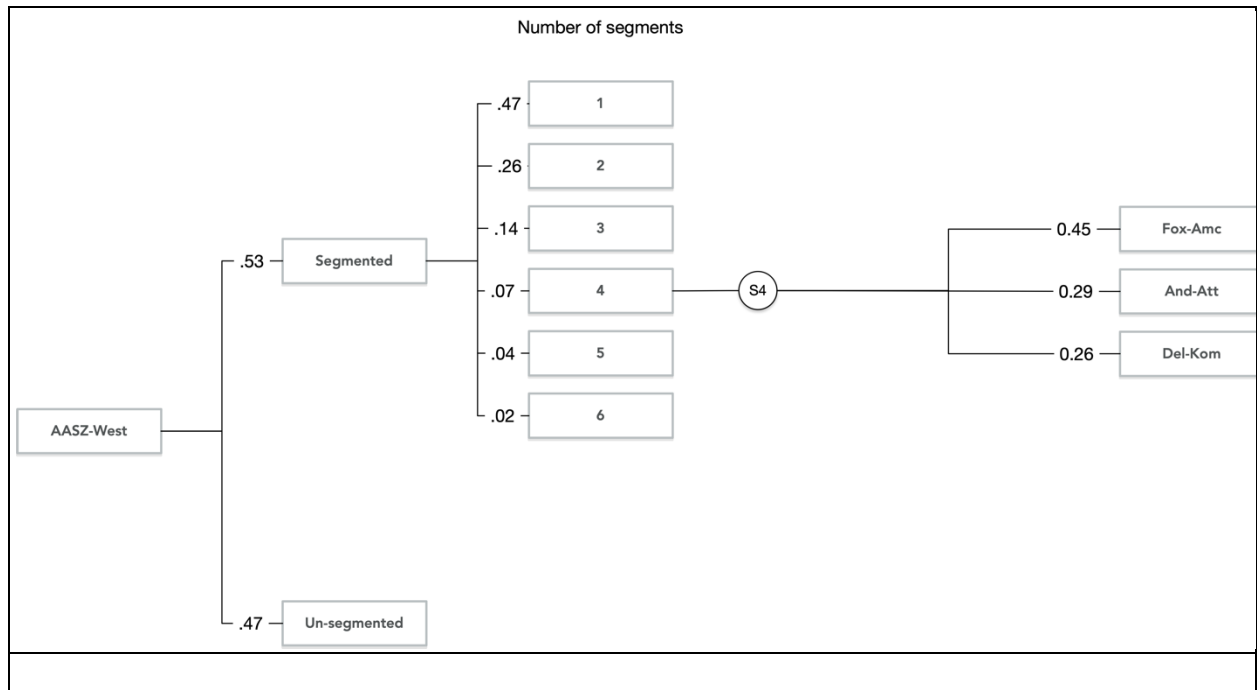 Number of segments
.47
1
.26
2
.14
3
0.45
Fox-Amc
.53
Segmented
.07
4
S4
0.29
And-Att
.04
5
0.26
Del-Kom
.02
6
AASZ-West
.47
Un-segmented